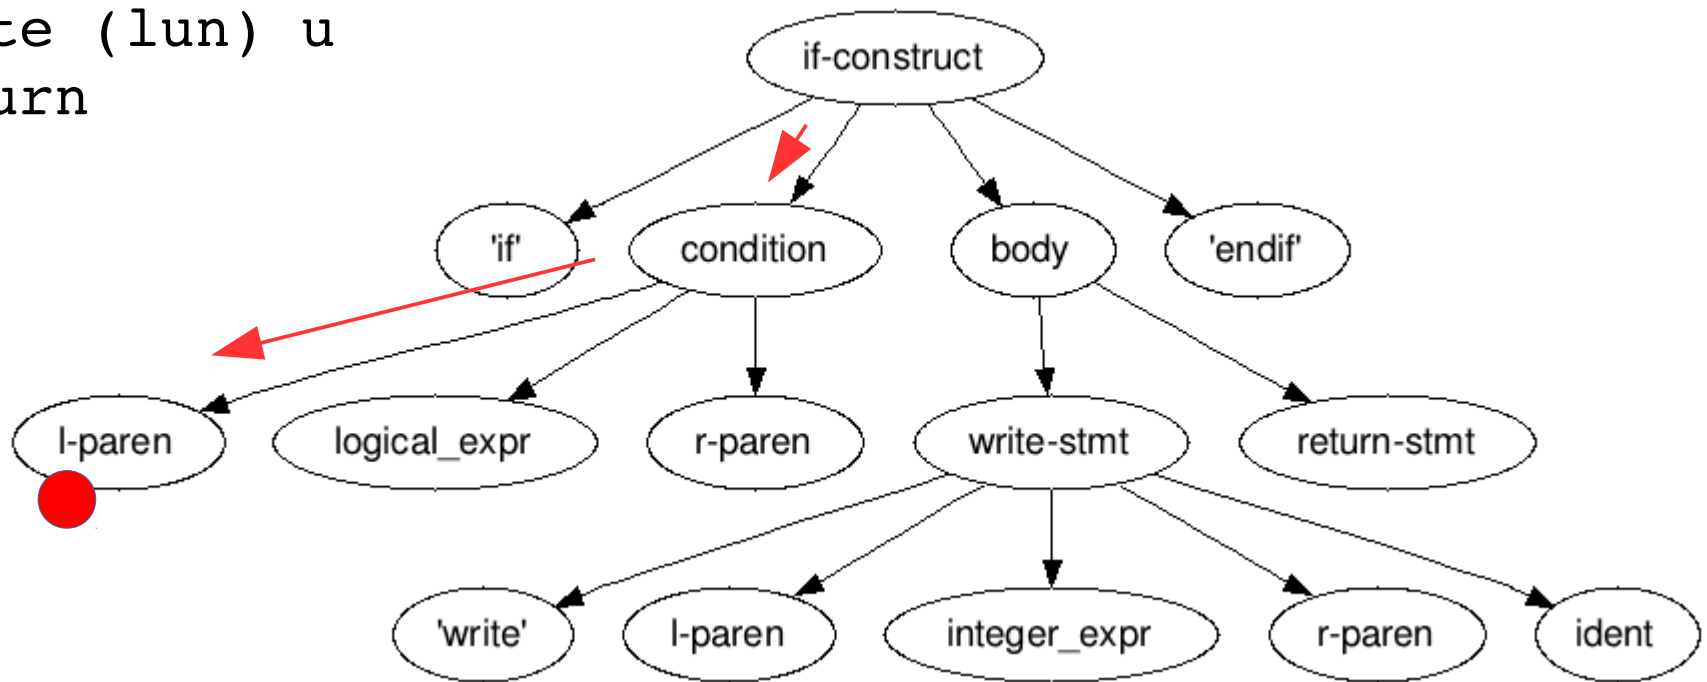 te (lun) u
urn
if-construct
'if' condition body 'endif'
l-paren logical_expr r-paren write-stmt return-stmt
'write' l-paren integer_expr r-paren ident